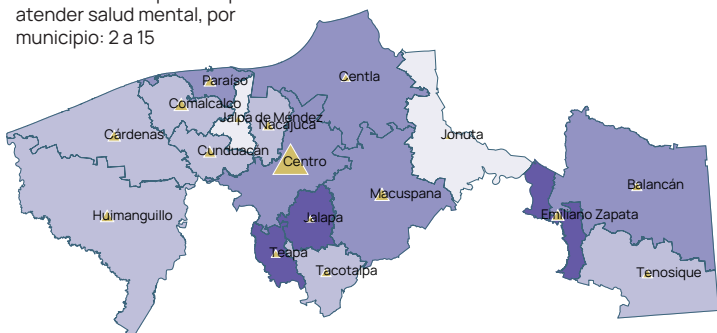 atender salud mental, por
municipio: 2 a 15
Centla
Paraíso
Comalcalco
Jalpa de Méndez
Nacajuca
Cárdenas
Jonuta
Cunduacán
Centro
Balancán
Macuspana
Huimanguillo
Jalapa
Emiliano Zapata
Teapa
Tacotalpa
Tenosique